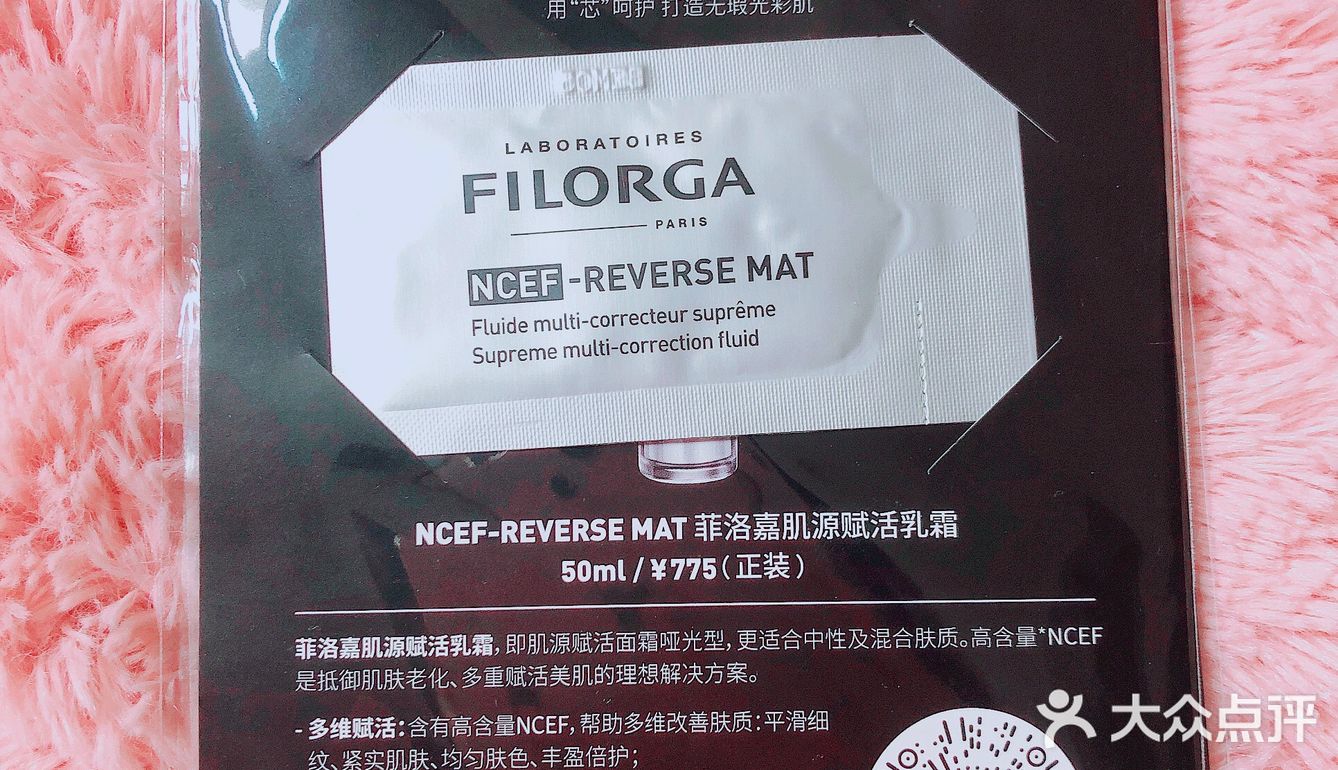 用“芯”呵护 打造无瑕光彩肌
LABORATOIRES
FILORGA
PARIS
NCEF-REVERSE MAT
Fluide multi-correcteur suprême
Supreme multi-correction fluid
NCEF-REVERSE MAT 菲洛嘉肌源赋活乳霜
50ml / ¥775（正装）
菲洛嘉肌源赋活乳霜，即肌源赋活面霜哑光型，更适合中性及混合肤质。高含量*NCEF
是抵御肌肤老化、多重赋活美肌的理想解决方案。
- 多维赋活：含有高含量NCEF，帮助多维改善肤质：平滑细
纹、紧实肌肤、均匀肤色、丰盈倍护；
大众点评